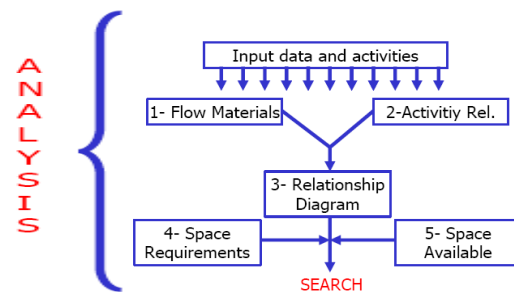 ANALYSIS
Input data and activities
1- Flow Materials
2-Activitiy Rel.
3- Relationship
Diagram
4- Space
Requirements
5- Space
Available
SEARCH